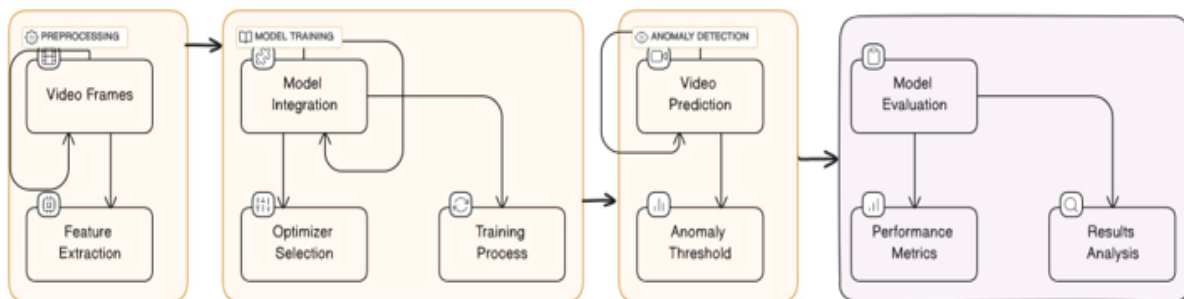 PREPROCESSING
Video Frames
Feature
Extraction
MODEL TRAINING
Model
Integration
Optimizer
Selection
Training
Process
ANOMALY DETECTION
Video
Prediction
Anomaly
Threshold
Model
Evaluation
Performance
Metrics
Results
Analysis